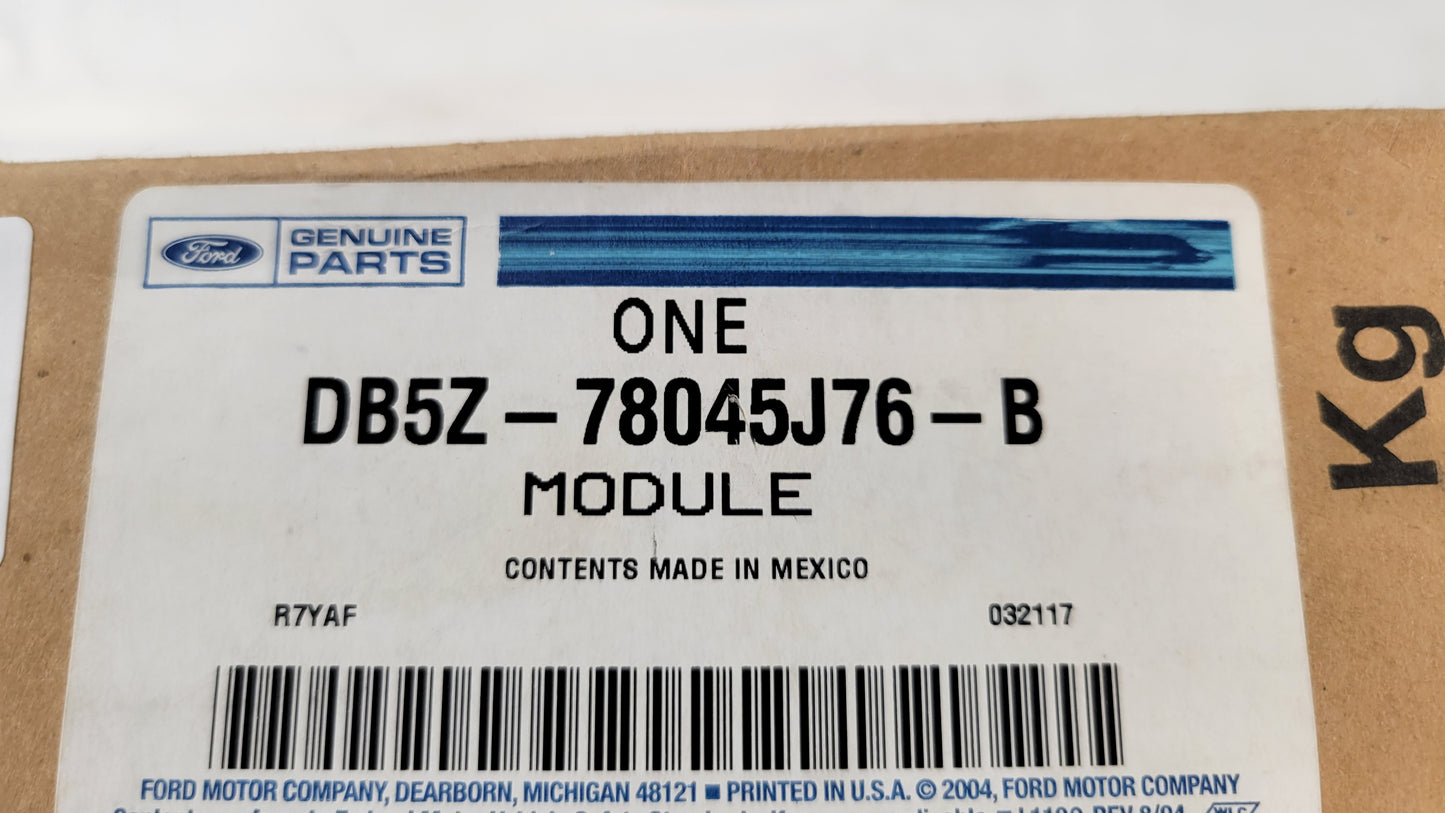 Ford GENUINE PARTS
ONE
DB5Z-78045J76-B
MODULE
CONTENTS MADE IN MEXICO
R7YAF 032117
FORD MOTOR COMPANY, DEARBORN, MICHIGAN 48121 ■ PRINTED IN U.S.A. © 2004, FORD MOTOR COMPANY
Kg